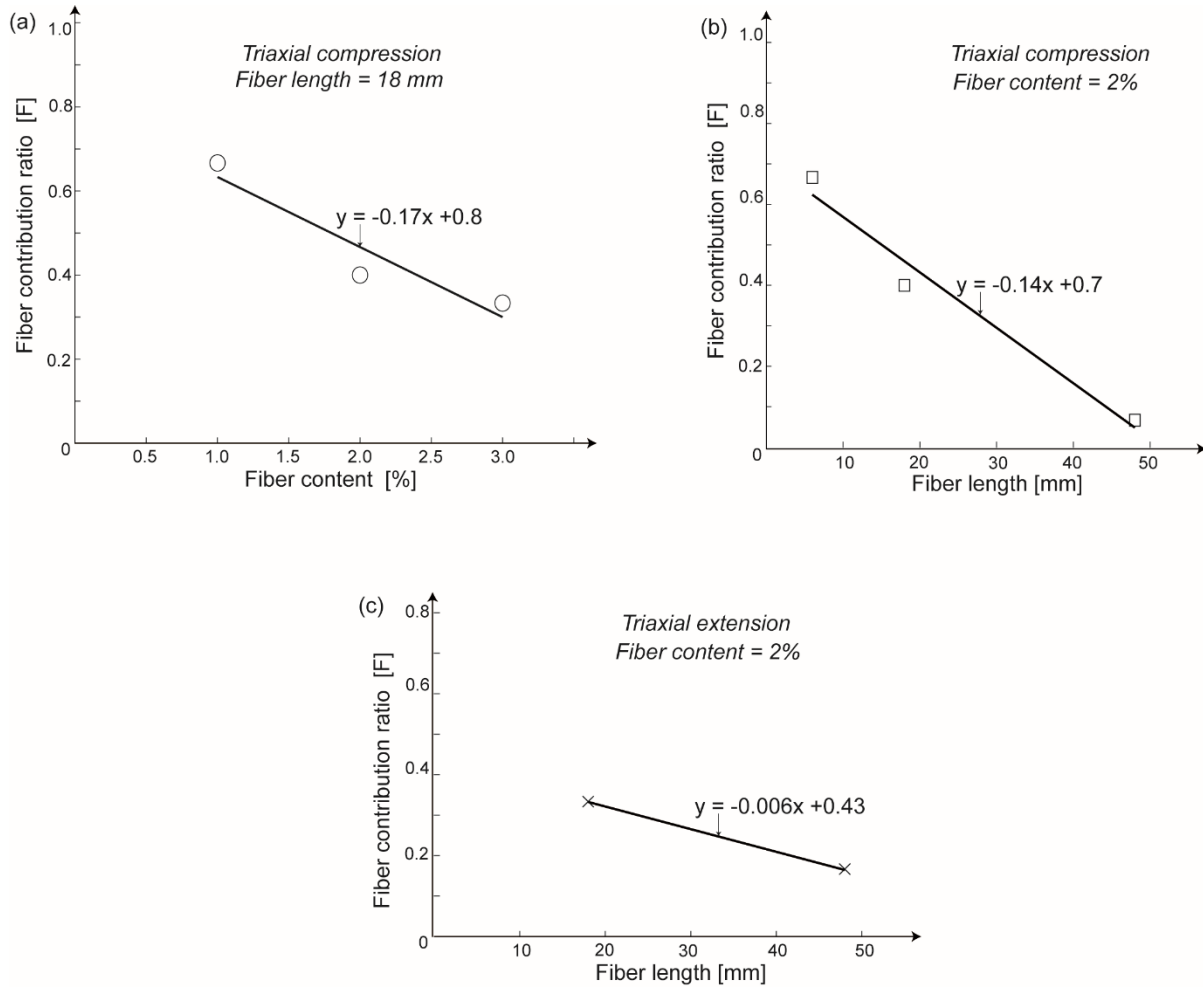 (a)
Triaxial compression
Fiber length = 18 mm
Fiber contribution ratio [F]
1.0
0.8
0.6
0.4
0.2
0
y = -0.17x +0.8
0.5 1.0 1.5 2.0 2.5 3.0
Fiber content [%]
(b)
Triaxial compression
Fiber content = 2%
Fiber contribution ratio [F]
1.0
0.8
0.6
0.4
0.2
0
y = -0.14x +0.7
10 20 30 40 50
Fiber length [mm]
(c)
Triaxial extension
Fiber content = 2%
Fiber contribution ratio [F]
0.8
0.6
0.4
0.2
0
y = -0.006x +0.43
10 20 30 40 50
Fiber length [mm]